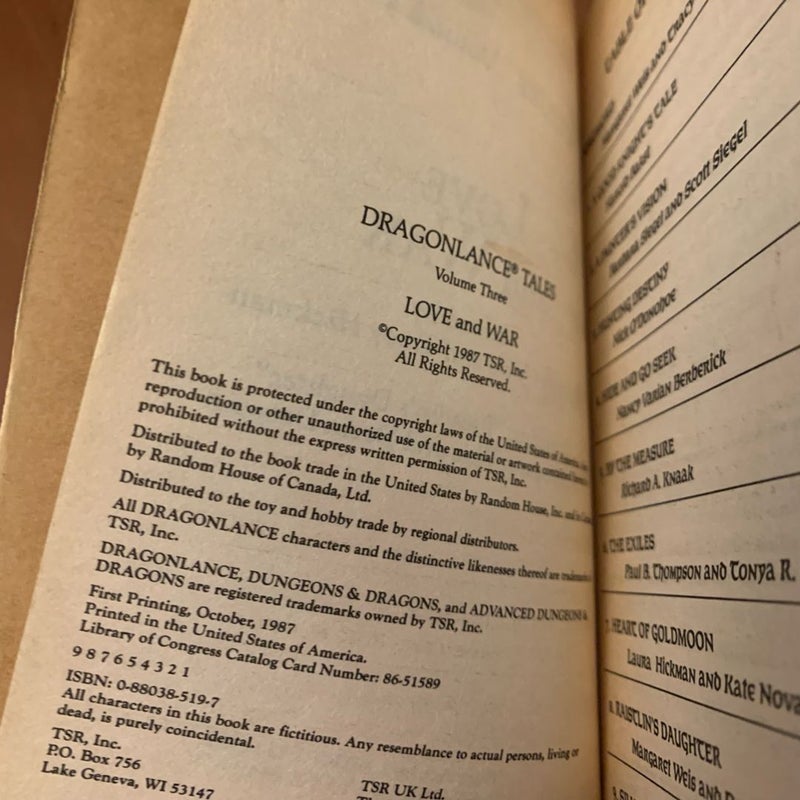 DRAGONLANCE® TALES
Volume Three
LOVE and WAR
©Copyright 1987 TSR, Inc.
All Rights Reserved.
This book is protected under the copyright laws of the United States of America.
reproduction or other unauthorized use of the material or artwork contained
prohibited without the express written permission of TSR, Inc.
Distributed to the book trade in the United States by Random House, Inc. and in
by Random House of Canada, Ltd.
Distributed to the toy and hobby trade by regional distributors.
All DRAGONLANCE characters and the distinctive likenesses thereof are trademarks
TSR, Inc.
DRAGONLANCE, DUNGEONS & DRAGONS, and ADVANCED DUNGEONS &
DRAGONS are registered trademarks owned by TSR, Inc.
First Printing, October, 1987
Printed in the United States of America.
Library of Congress Catalog Card Number: 86-51589
9 8 7 6 5 4 3 2 1
ISBN: 0-88038-519-7
All characters in this book are fictitious. Any resemblance to actual persons, living or
dead, is purely coincidental.
TSR, Inc.
P.O. Box 756
Lake Geneva, WI 53147
TSR UK Ltd.
TABLE OF
KNIGHT'S TALE
VISION
Barbara Siegel and Scott Siegel
DESTINY
Nick O'Donohoe
HIDE AND GO SEEK
Nancy Varian Berberick
BY THE MEASURE
Richard A. Knaak
THE EXILES
Paul B. Thompson and Tonya R.
HEART OF GOLDMOON
Laura Hickman and Kate Nova
8. RAISTLIN'S DAUGHTER
Margaret Weis and